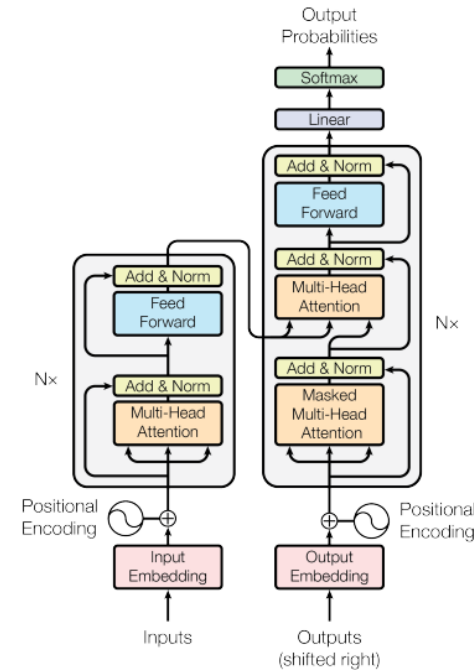 Output
Probabilities
Softmax
Linear
Add & Norm
Feed
Forward
Add & Norm
Multi-Head
Attention
Add & Norm
Masked
Multi-Head
Attention
Nx
Add & Norm
Feed
Forward
Add & Norm
Multi-Head
Attention
Nx
Positional
Encoding
Positional
Encoding
Input
Embedding
Output
Embedding
Inputs
Outputs
(shifted right)